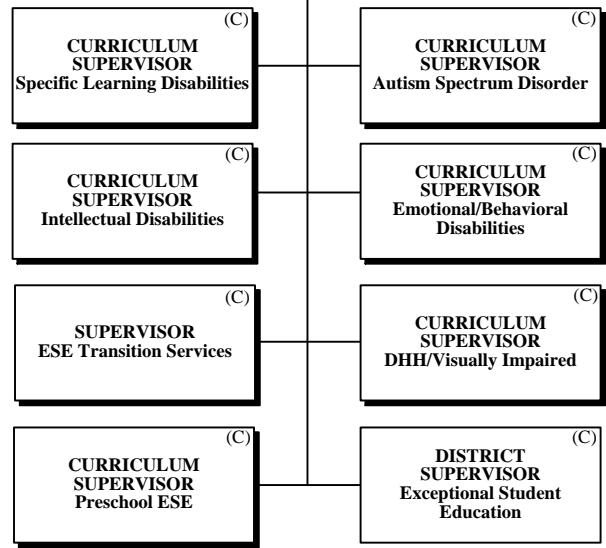 (C)
CURRICULUM
SUPERVISOR
Specific Learning Disabilities
(C)
CURRICULUM
SUPERVISOR
Autism Spectrum Disorder
(C)
CURRICULUM
SUPERVISOR
Intellectual Disabilities
(C)
CURRICULUM
SUPERVISOR
Emotional/Behavioral
Disabilities
(C)
SUPERVISOR
ESE Transition Services
(C)
CURRICULUM
SUPERVISOR
DHH/Visually Impaired
(C)
CURRICULUM
SUPERVISOR
Preschool ESE
(C)
DISTRICT
SUPERVISOR
Exceptional Student
Education